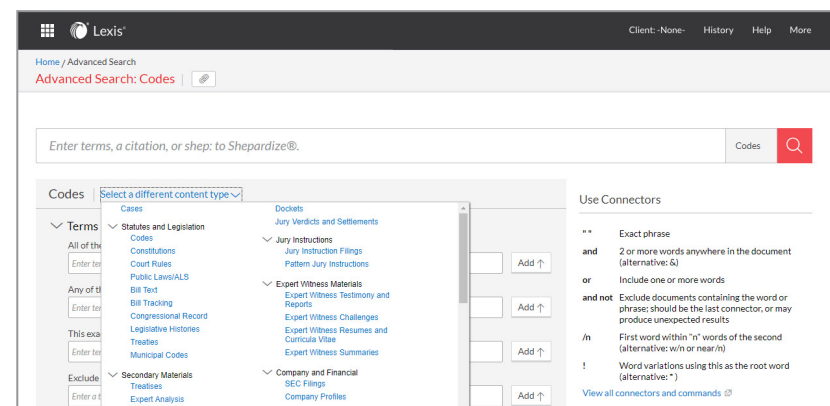 Lexis®
Client: -None- History Help More
Home / Advanced Search
Advanced Search: Codes
Enter terms, a citation, or shep: to Shepardize®.
Codes
Codes
Select a different content type
Cases
Statutes and Legislation
Codes
Constitutions
Court Rules
Public Laws/ALS
Bill Text
Bill Tracking
Congressional Record
Legislative Histories
Treaties
Municipal Codes
Secondary Materials
Treatises
Expert Analysis
Dockets
Jury Verdicts and Settlements
Jury Instructions
Jury Instruction Filings
Pattern Jury Instructions
Expert Witness Materials
Expert Witness Testimony and
Reports
Expert Witness Challenges
Expert Witness Resumes and
Curricula Vitae
Expert Witness Summaries
Company and Financial
SEC Filings
Company Profiles
Terms
All of the
Enter ter
Add ↑
Any of th
Enter ter
Add ↑
This exa
Enter ter
Add ↑
Exclude
Enter a t
Add ↑
Use Connectors
" " Exact phrase
and 2 or more words anywhere in the document
(alternative: &)
or Include one or more words
and not Exclude documents containing the word or
phrase; should be the last connector, or may
produce unexpected results
/n First word within "n" words of the second
(alternative: w/n or near/n)
! Word variations using this as the root word
(alternative: * )
View all connectors and commands